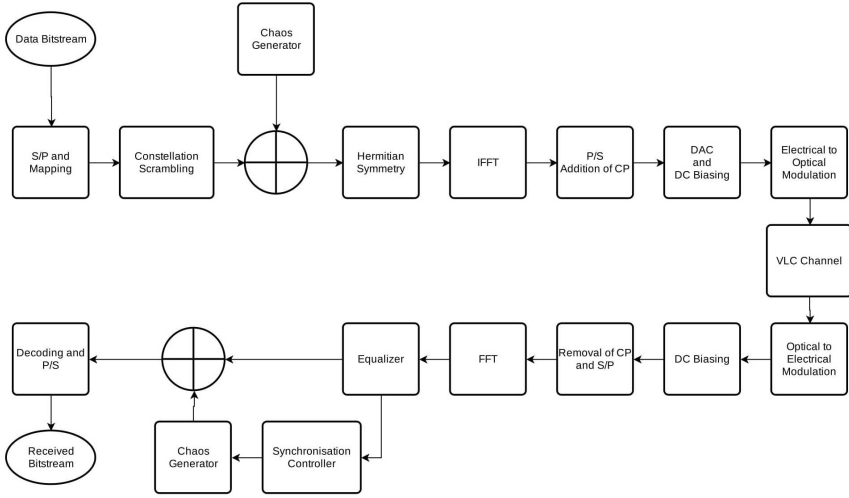 Data Bitstream
Chaos
Generator
S/P and
Mapping
Constellation
Scrambling
Hermitian
Symmetry
IFFT
P/S
Addition of CP
DAC
and
DC Biasing
Electrical to
Optical
Modulation
VLC Channel
Optical to
Electrical
Modulation
DC Biasing
Removal of CP
and S/P
FFT
Equalizer
Decoding and
P/S
Synchronisation
Controller
Chaos
Generator
Received
Bitstream